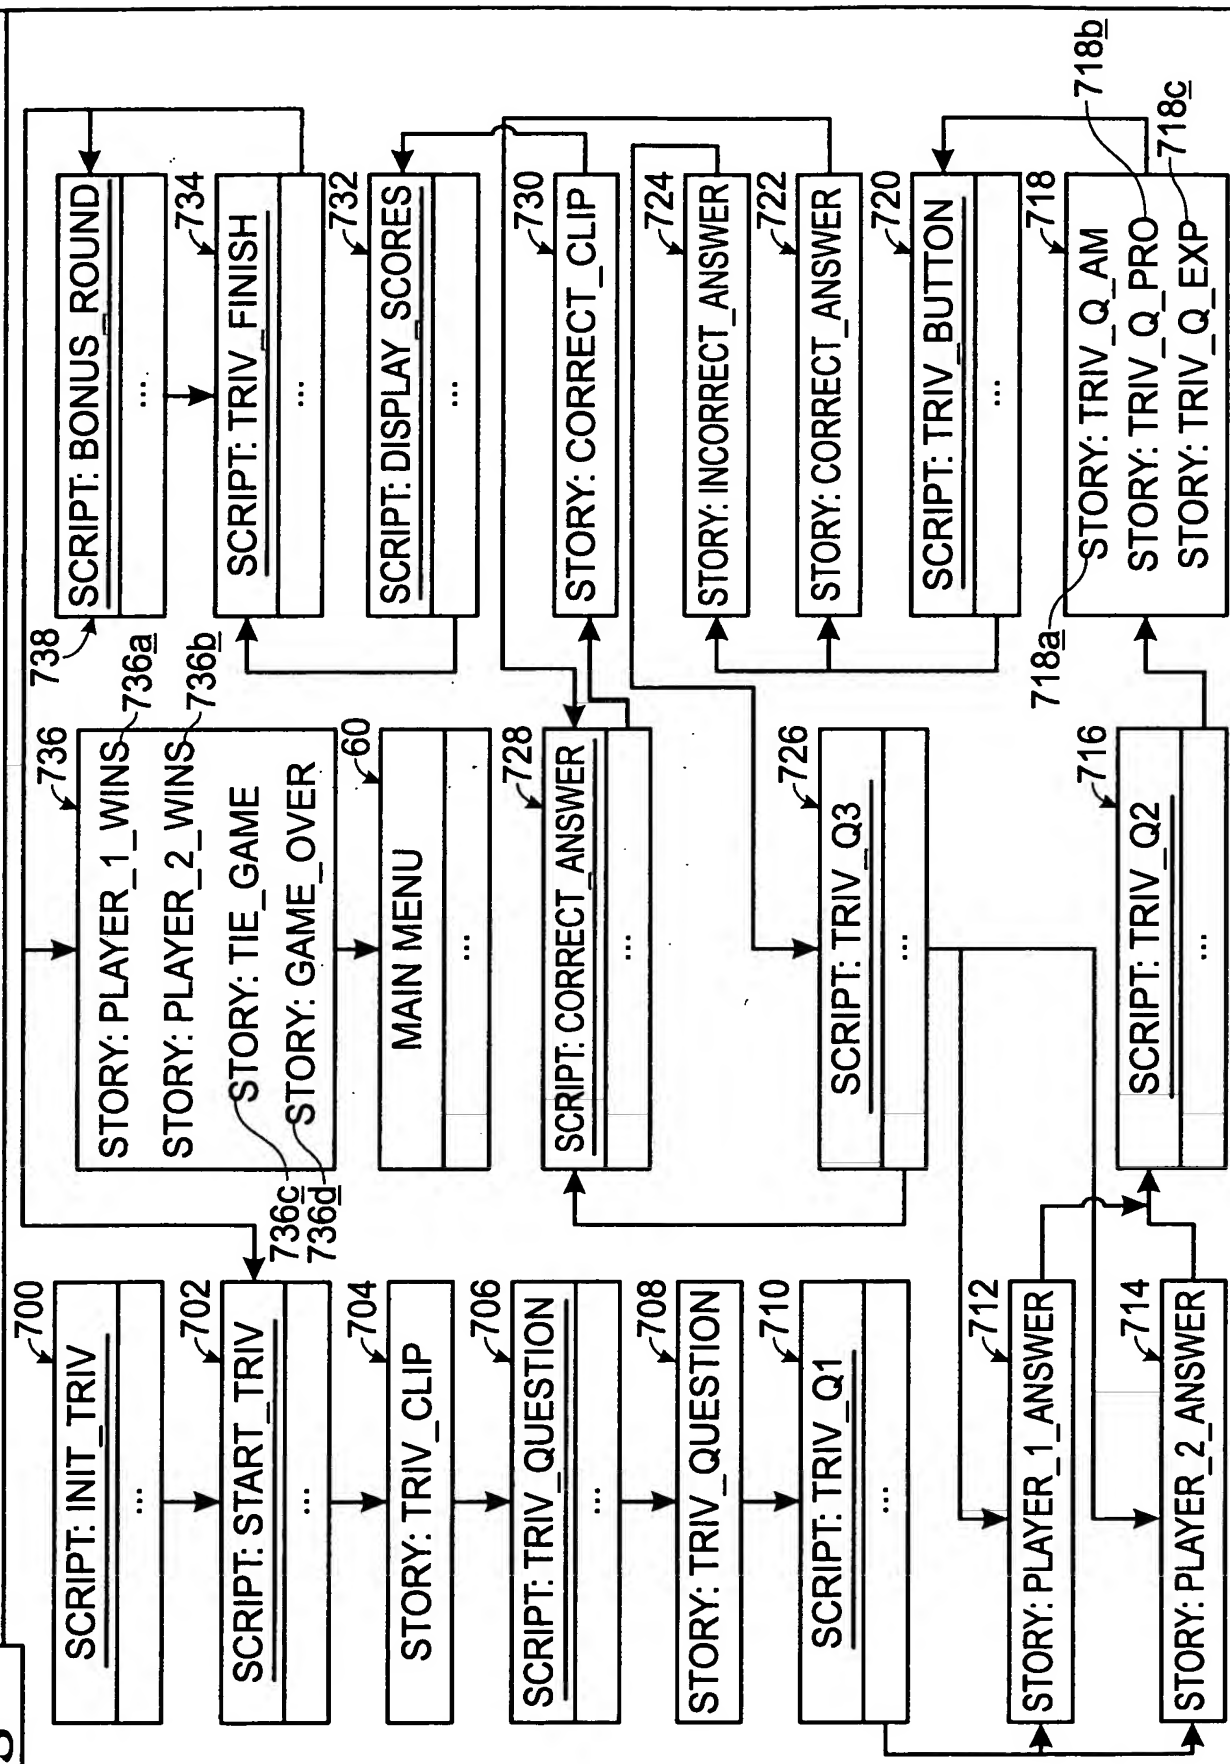 700
SCRIPT: INIT_TRIV
...
702
SCRIPT: START_TRIV
...
704
STORY: TRIV_CLIP
706
SCRIPT: TRIV_QUESTION
...
708
STORY: TRIV_QUESTION
710
SCRIPT: TRIV_Q1
...
712
STORY: PLAYER_1_ANSWER
714
STORY: PLAYER_2_ANSWER
736
STORY: PLAYER_1_WINS
736a
STORY: PLAYER_2_WINS
736b
STORY: TIE_GAME
736c
STORY: GAME_OVER
736d
60
MAIN MENU
...
728
SCRIPT: CORRECT_ANSWER
...
726
SCRIPT: TRIV_Q3
...
716
SCRIPT: TRIV_Q2
...
738
SCRIPT: BONUS_ROUND
...
734
SCRIPT: TRIV_FINISH
...
732
SCRIPT: DISPLAY_SCORES
...
730
STORY: CORRECT_CLIP
724
STORY: INCORRECT_ANSWER
722
STORY: CORRECT_ANSWER
720
SCRIPT: TRIV_BUTTON
...
718
718a
STORY: TRIV_Q_AM
STORY: TRIV_Q_PRO
718b
STORY: TRIV_Q_EXP
718c